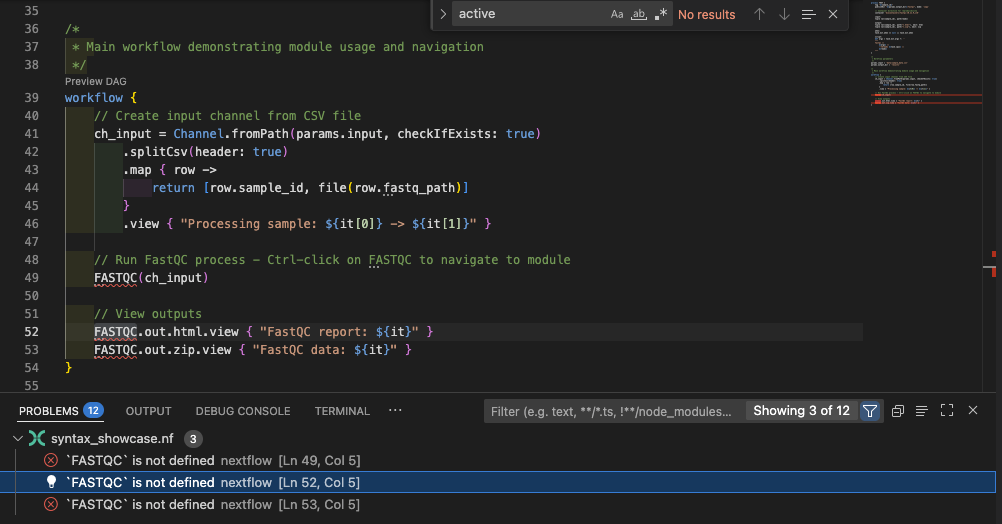 active Aa ab .* No results
35
36 /*
37 * Main workflow demonstrating module usage and navigation
38 */
Preview DAG
39 workflow {
40 // Create input channel from CSV file
41 ch_input = Channel.fromPath(params.input, checkIfExists: true)
42 .splitCsv(header: true)
43 .map { row ->
44 return [row.sample_id, file(row.fastq_path)]
45 }
46 .view { "Processing sample: ${it[0]} -> ${it[1]}" }
47
48 // Run FastQC process - Ctrl-click on FASTQC to navigate to module
49 FASTQC(ch_input)
50
51 // View outputs
52 FASTQC.out.html.view { "FastQC report: ${it}" }
53 FASTQC.out.zip.view { "FastQC data: ${it}" }
54 }
55
PROBLEMS 12 OUTPUT DEBUG CONSOLE TERMINAL ··· Filter (e.g. text, **/*.ts, !**/node_modules... Showing 3 of 12
syntax_showcase.nf 3
`FASTQC` is not defined nextflow [Ln 49, Col 5]
`FASTQC` is not defined nextflow [Ln 52, Col 5]
`FASTQC` is not defined nextflow [Ln 53, Col 5]